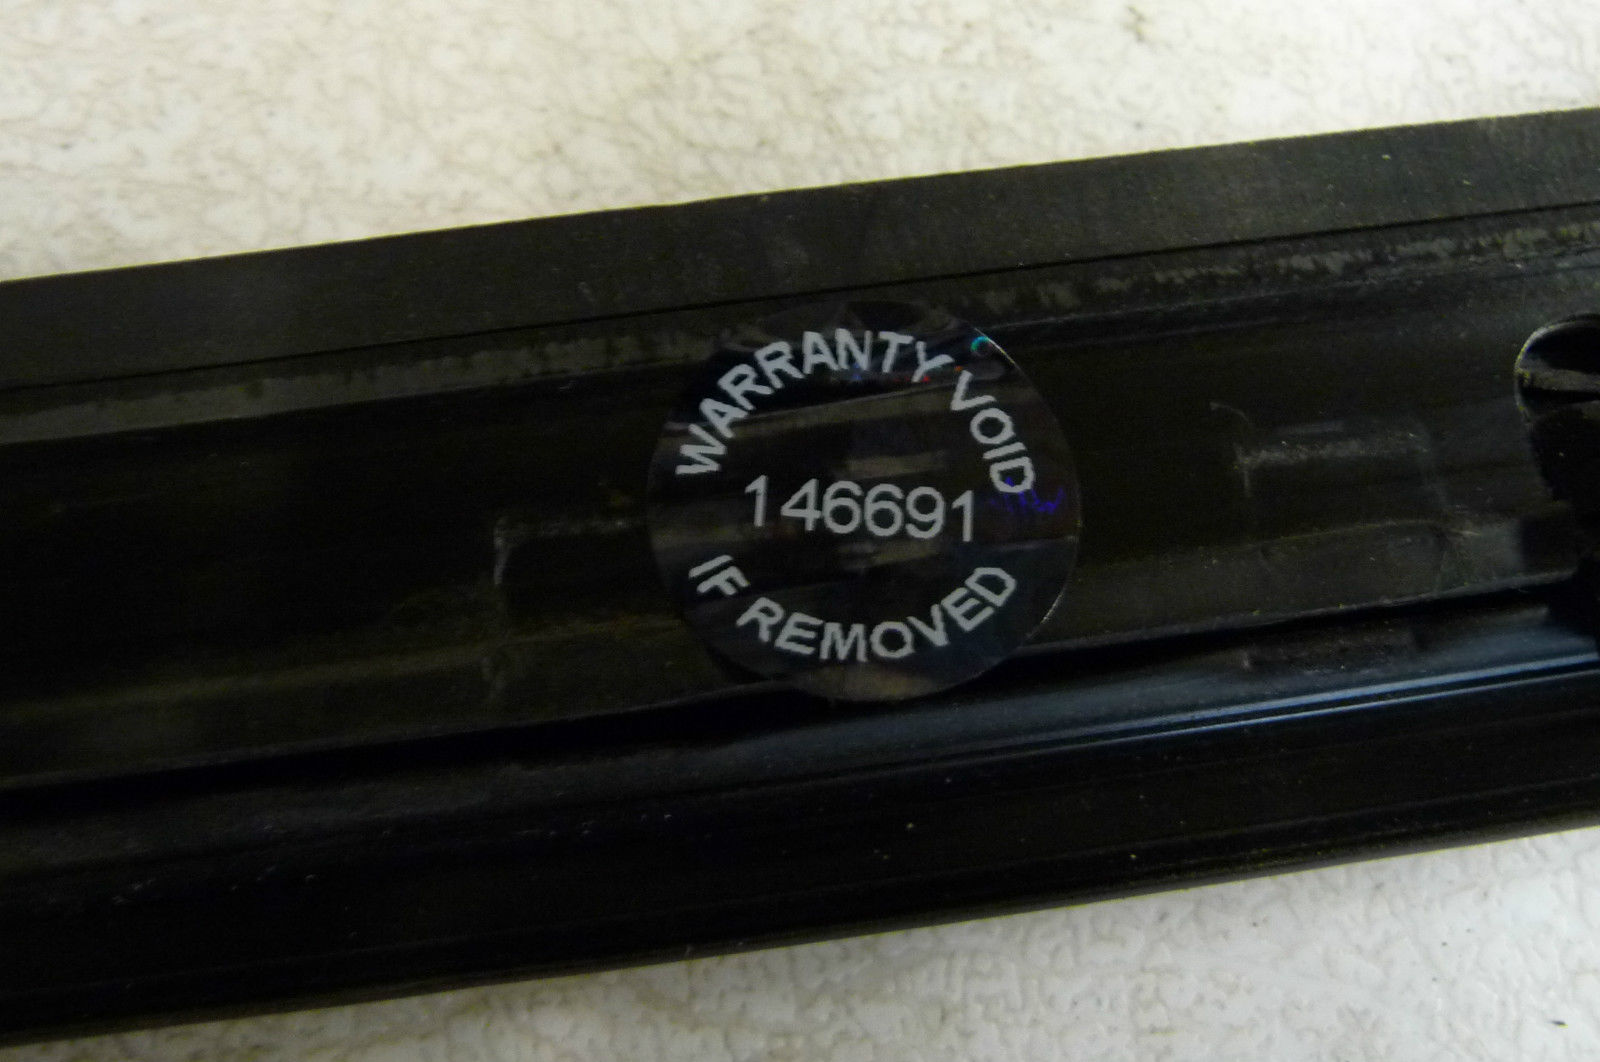 WARRANTY VOID
146691
IF REMOVED